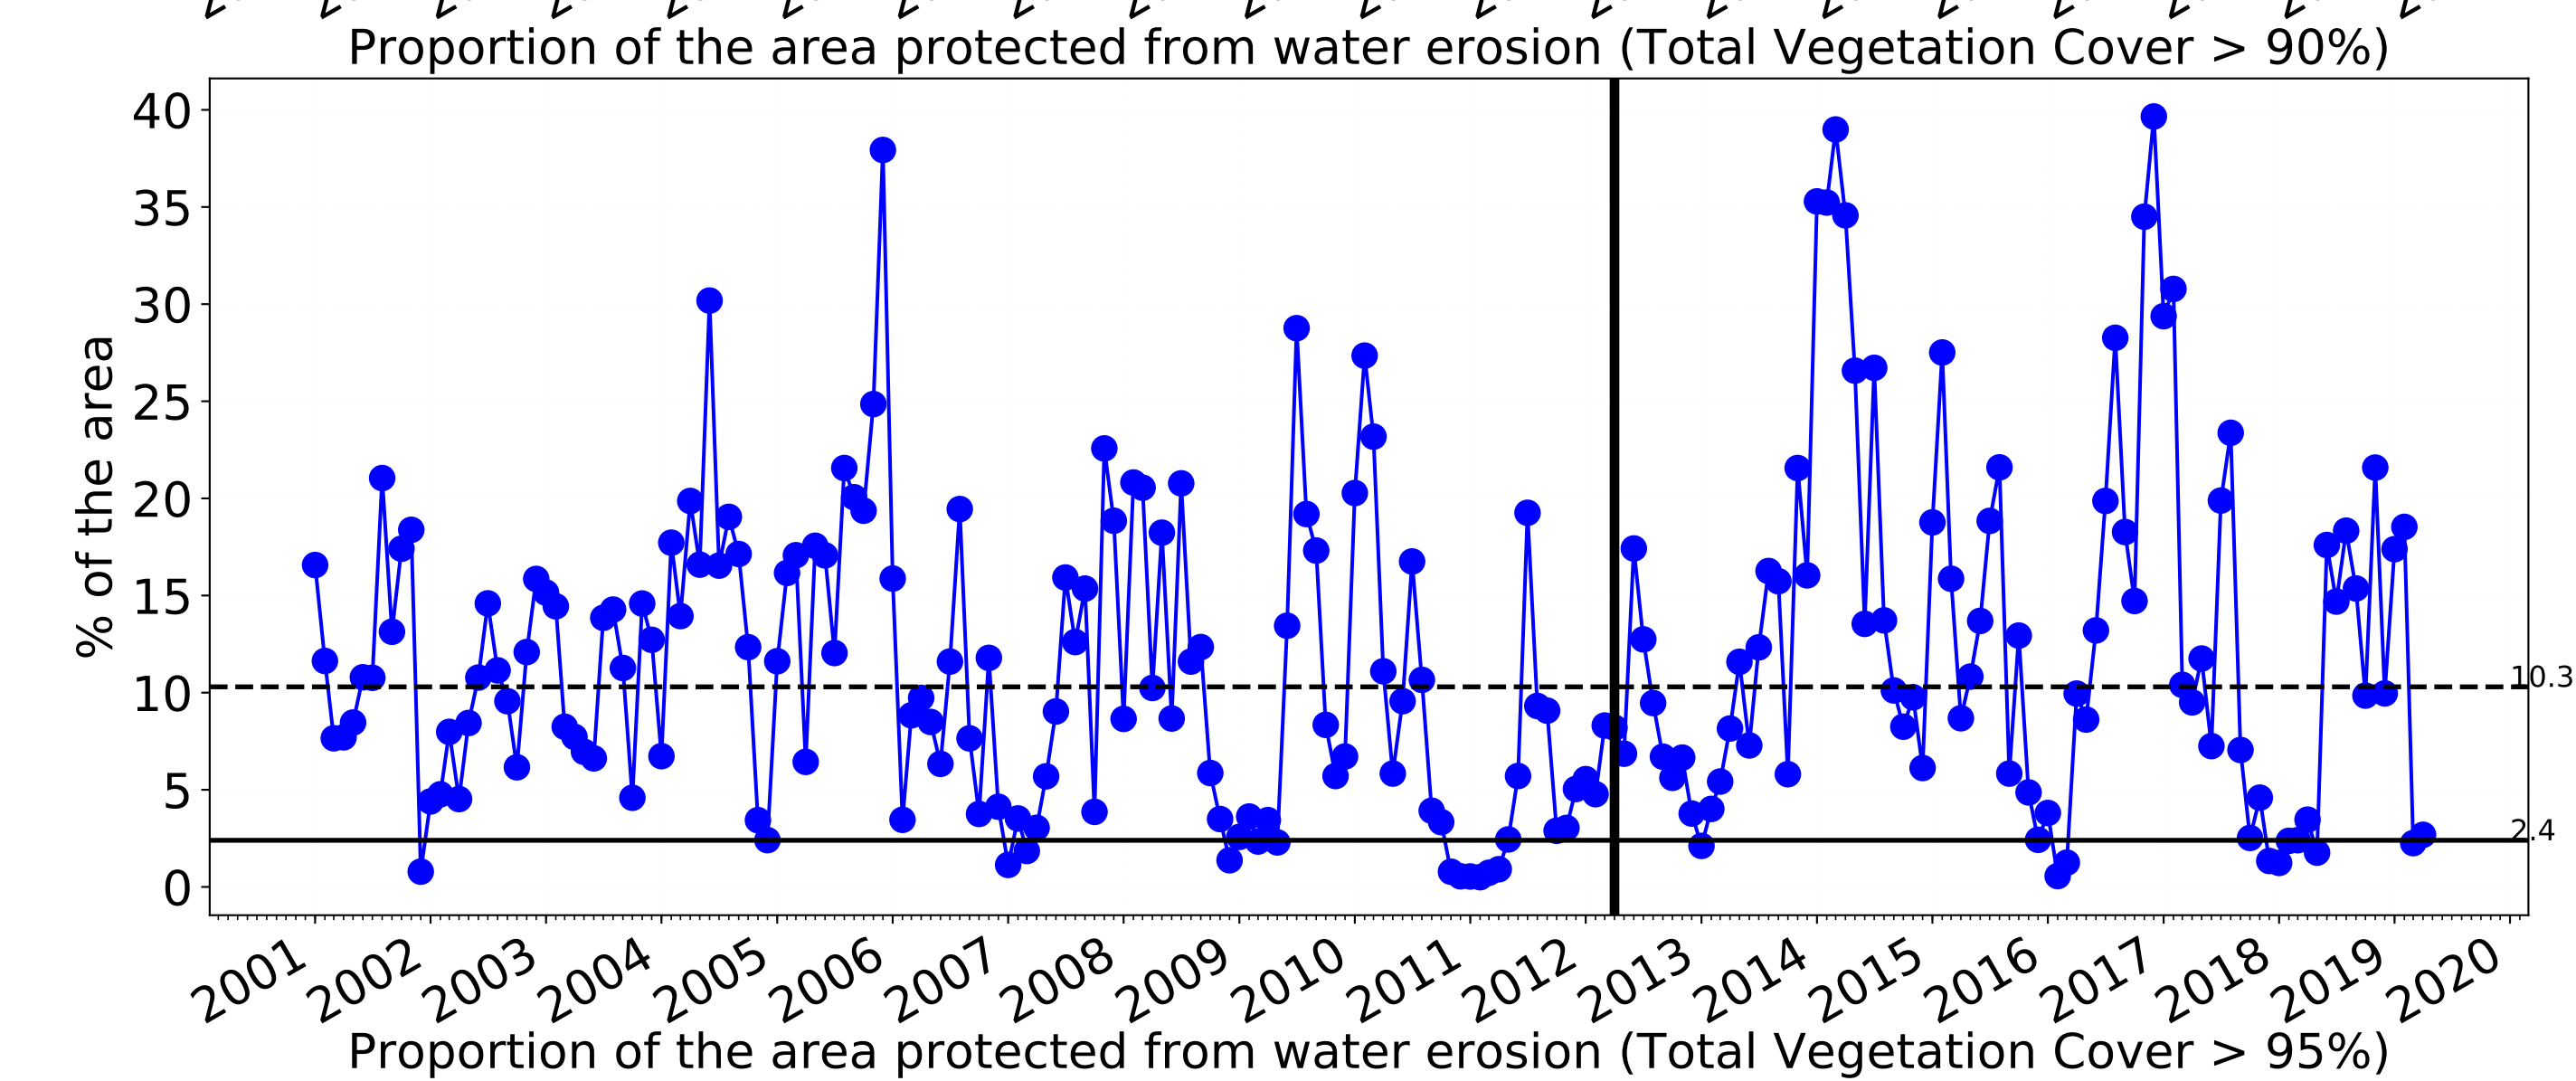 Proportion of the area protected from water erosion (Total Vegetation Cover > 90%)
% of the area
40
35
30
25
20
15
10
5
0
10.3
2.4
2001 2002 2003 2004 2005 2006 2007 2008 2009 2010 2011 2012 2013 2014 2015 2016 2017 2018 2019 2020
Proportion of the area protected from water erosion (Total Vegetation Cover > 95%)